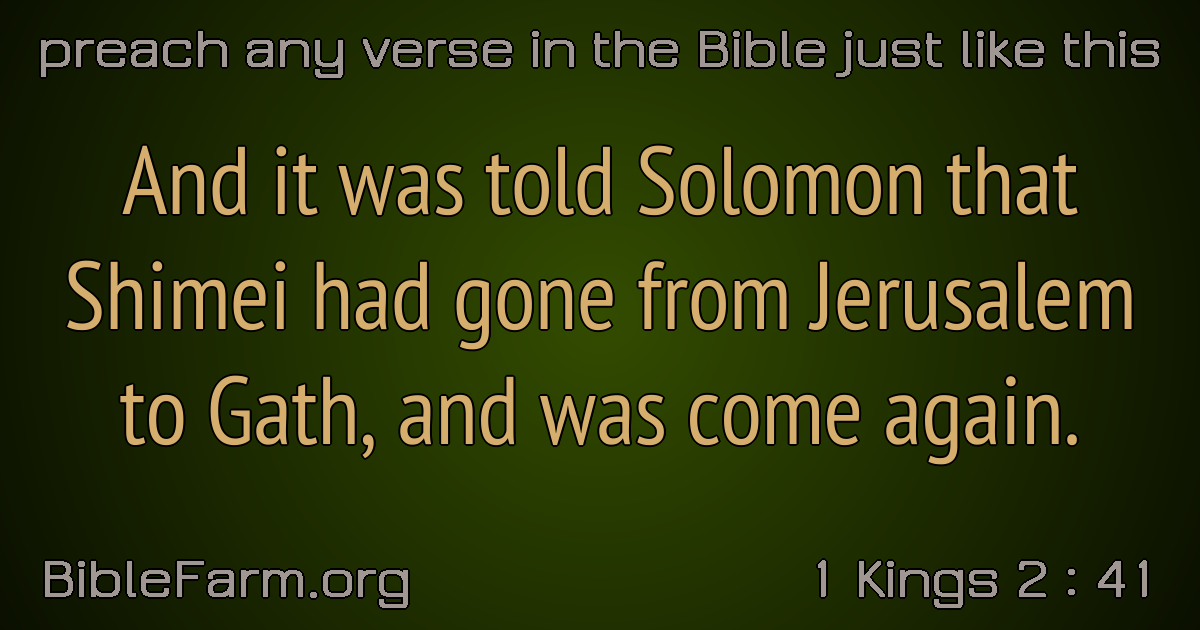 preach any verse in the Bible just like this
And it was told Solomon that
Shimei had gone from Jerusalem
to Gath, and was come again.
BibleFarm.org
1 Kings 2 : 41